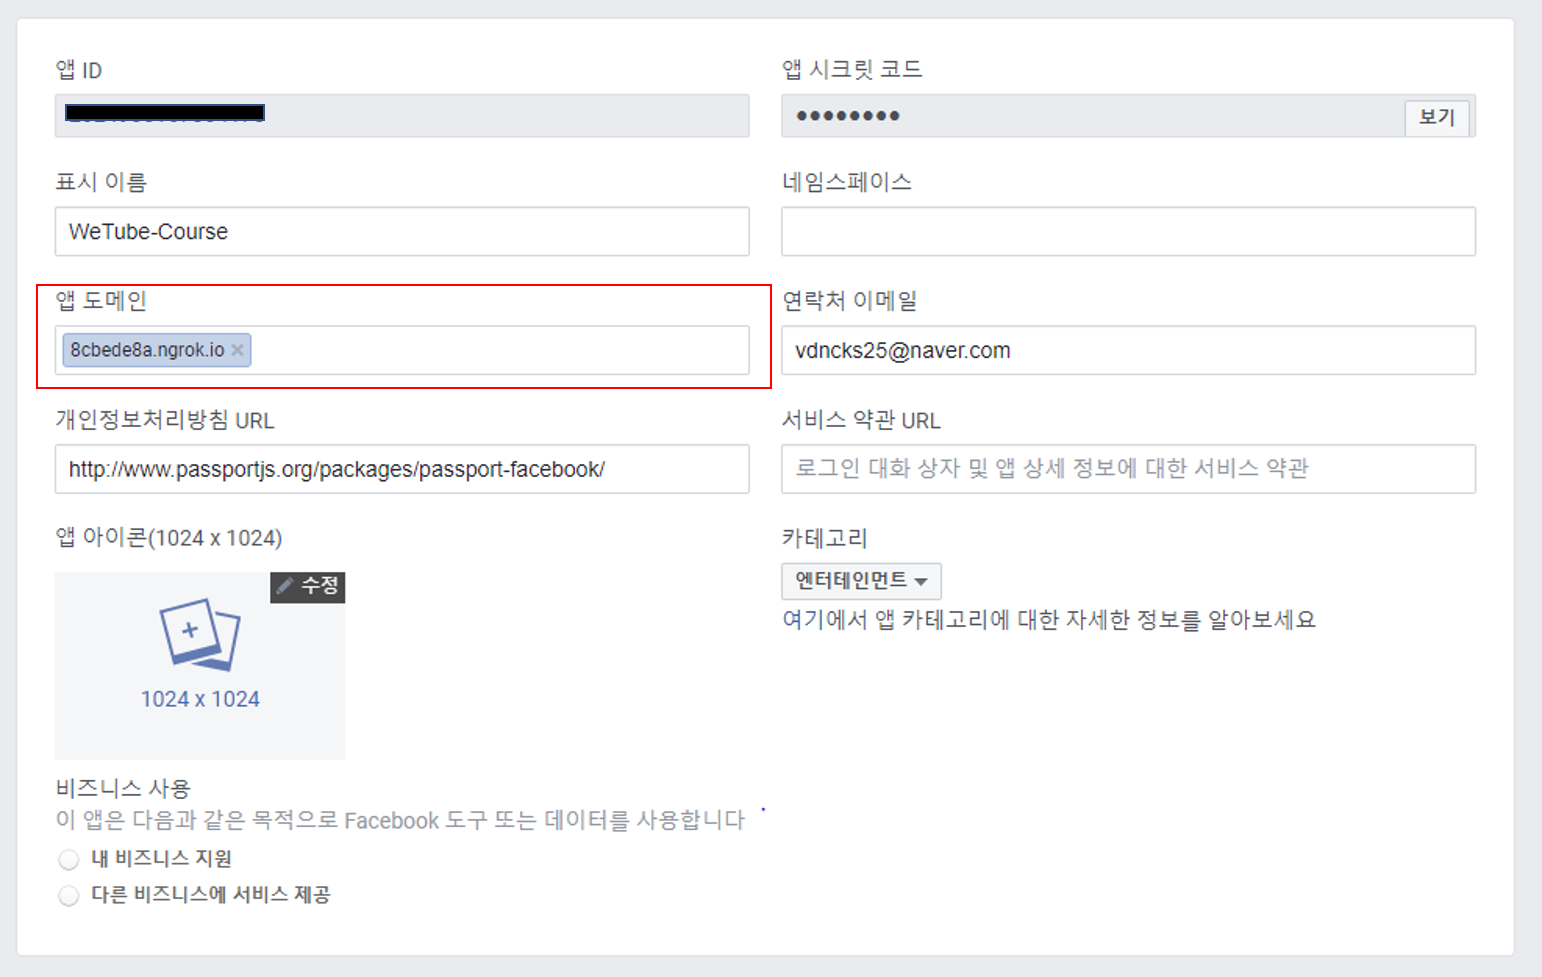 앱 ID
앱 시크릿 코드
●●●●●●●●
보기
표시 이름
네임스페이스
WeTube-Course
앱 도메인
연락처 이메일
8cbede8a.ngrok.io ×
vdncks25@naver.com
개인정보처리방침 URL
서비스 약관 URL
http://www.passportjs.org/packages/passport-facebook/
로그인 대화 상자 및 앱 상세 정보에 대한 서비스 약관
앱 아이콘(1024 x 1024)
카테고리
수정
엔터테인먼트
여기에서 앱 카테고리에 대한 자세한 정보를 알아보세요
1024 x 1024
비즈니스 사용
이 앱은 다음과 같은 목적으로 Facebook 도구 또는 데이터를 사용합니다
내 비즈니스 지원
다른 비즈니스에 서비스 제공